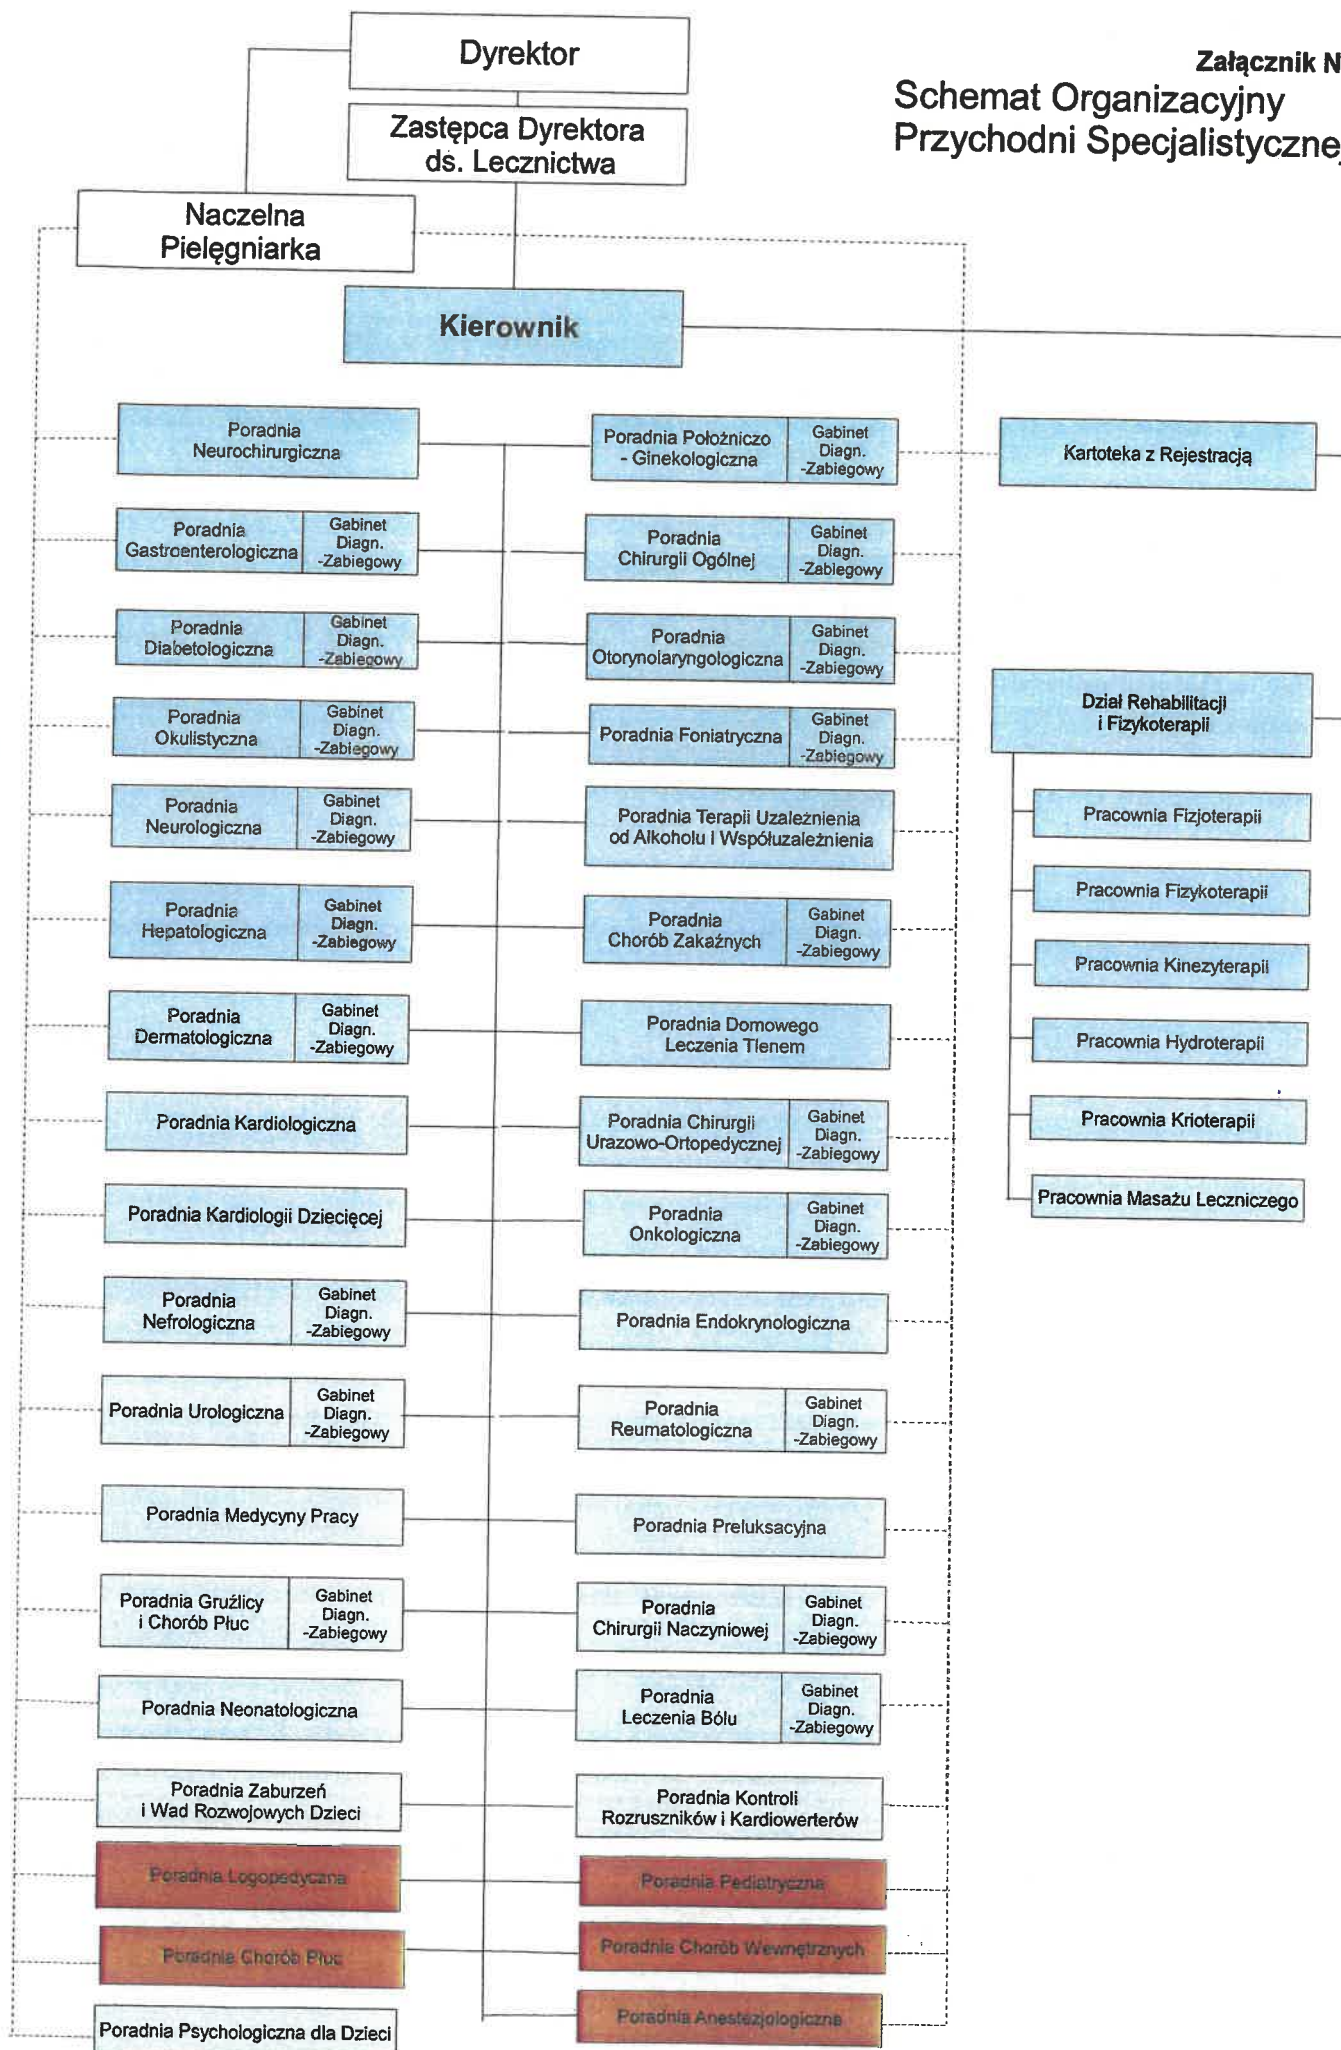 Dyrektor
Załącznik N
Schemat Organizacyjny
Przychodni Specjalistycznej
Zastępca Dyrektora
ds. Lecznictwa
Naczelna
Pielęgniarka
Kierownik
Poradnia
Neurochirurgiczna
Poradnia Położniczo
- Ginekologiczna
Gabinet
Diagn.
-Zabiegowy
Kartoteka z Rejestracją
Poradnia
Gastroenterologiczna
Gabinet
Diagn.
-Zabiegowy
Poradnia
Chirurgii Ogólnej
Gabinet
Diagn.
-Zabiegowy
Poradnia
Diabetologiczna
Gabinet
Diagn.
-Zabiegowy
Poradnia
Otorynolaryngologiczna
Gabinet
Diagn.
-Zabiegowy
Dział Rehabilitacji
i Fizykoterapii
Poradnia
Okulistyczna
Gabinet
Diagn.
-Zabiegowy
Poradnia Foniatryczna
Gabinet
Diagn.
-Zabiegowy
Poradnia
Neurologiczna
Gabinet
Diagn.
-Zabiegowy
Poradnia Terapii Uzależnienia
od Alkoholu i Współuzależnienia
Pracownia Fizjoterapii
Pracownia Fizykoterapii
Poradnia
Hepatologiczna
Gabinet
Diagn.
-Zabiegowy
Poradnia
Chorób Zakaźnych
Gabinet
Diagn.
-Zabiegowy
Pracownia Kinezyterapii
Poradnia
Dermatologiczna
Gabinet
Diagn.
-Zabiegowy
Poradnia Domowego
Leczenia Tlenem
Pracownia Hydroterapii
Poradnia Kardiologiczna
Poradnia Chirurgii
Urazowo-Ortopedycznej
Gabinet
Diagn.
-Zabiegowy
Pracownia Krioterapii
Poradnia Kardiologii Dziecięcej
Poradnia
Onkologiczna
Gabinet
Diagn.
-Zabiegowy
Pracownia Masażu Leczniczego
Poradnia
Nefrologiczna
Gabinet
Diagn.
-Zabiegowy
Poradnia Endokrynologiczna
Poradnia Urologiczna
Gabinet
Diagn.
-Zabiegowy
Poradnia
Reumatologiczna
Gabinet
Diagn.
-Zabiegowy
Poradnia Medycyny Pracy
Poradnia Preluksacyjna
Poradnia Gruźlicy
i Chorób Płuc
Gabinet
Diagn.
-Zabiegowy
Poradnia
Chirurgii Naczyniowej
Gabinet
Diagn.
-Zabiegowy
Poradnia Neonatologiczna
Poradnia
Leczenia Bólu
Gabinet
Diagn.
-Zabiegowy
Poradnia Zaburzeń
i Wad Rozwojowych Dzieci
Poradnia Kontroli
Rozruszników i Kardiowerterów
Poradnia Logopedyczna
Poradnia Pediatryczna
Poradnia Chorób Płuc
Poradnia Chorób Wewnętrznych
Poradnia Anestezjologiczna
Poradnia Psychologiczna dla Dzieci